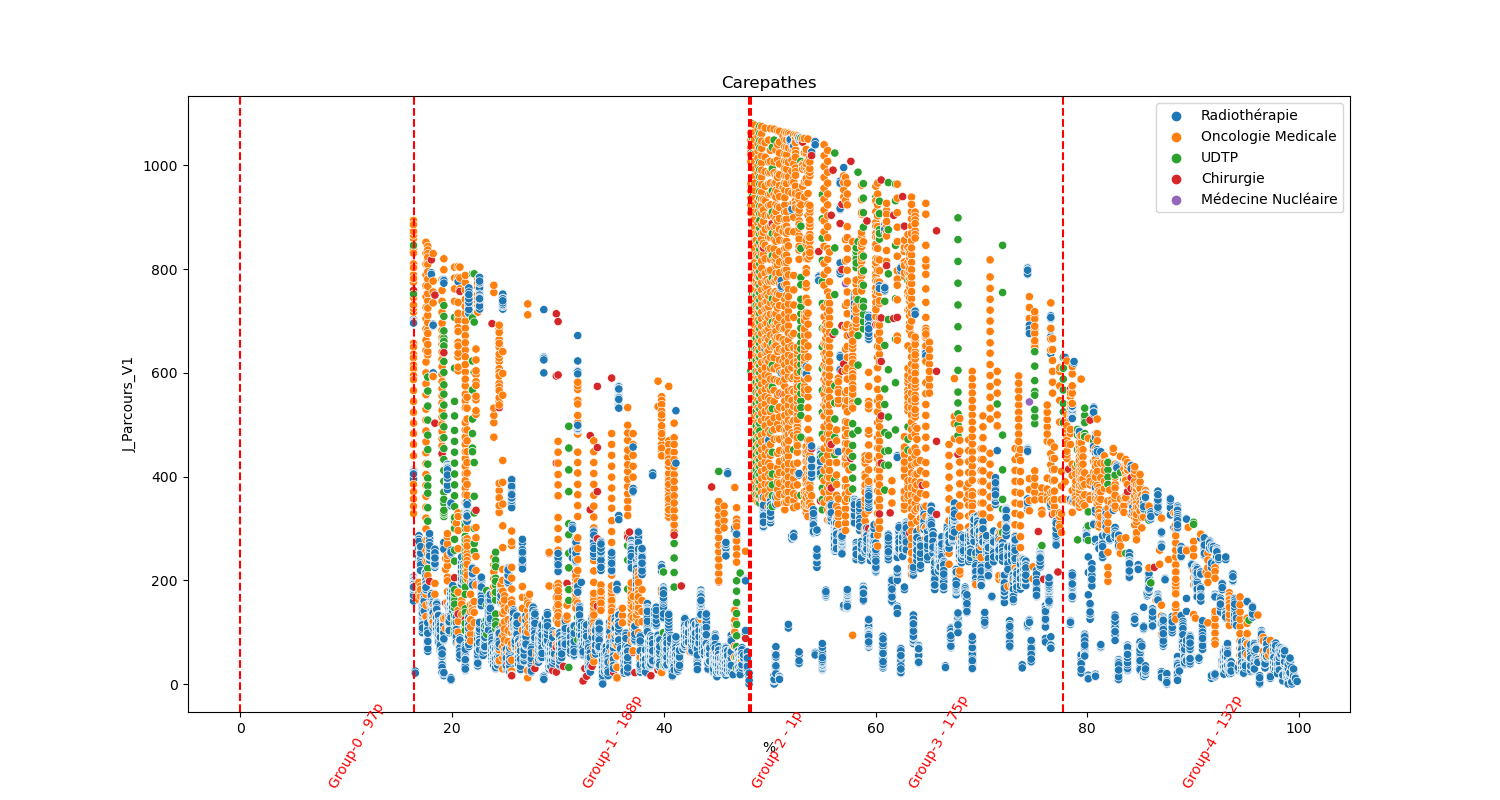 Carepathes
Radiothérapie
Oncologie Medicale
UDTP
Chirurgie
Médecine Nucléaire
J_Parcours_V1
1000
800
600
400
200
0
0
20
40
60
80
100
%
Group-0 - 97p
Group-1 - 188p
Group-2 - 1p
Group-3 - 175p
Group-4 - 132p